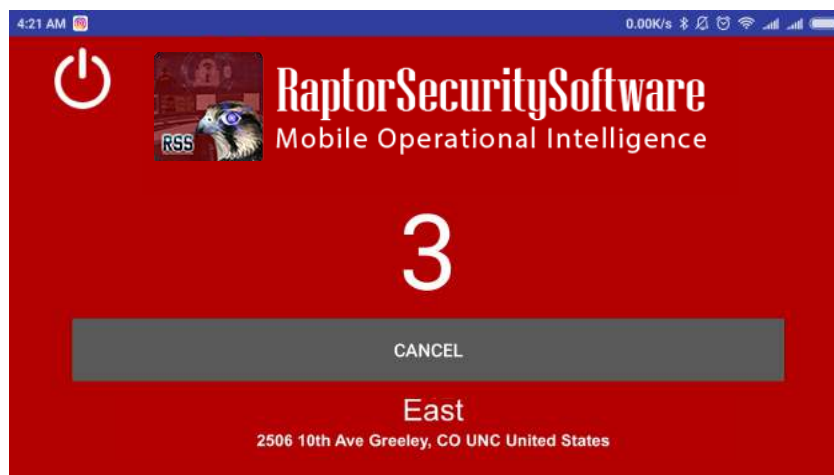 4:21 AM 0.00K/s
RaptorSecuritySoftware
Mobile Operational Intelligence
RSS
3
CANCEL
East
2506 10th Ave Greeley, CO UNC United States